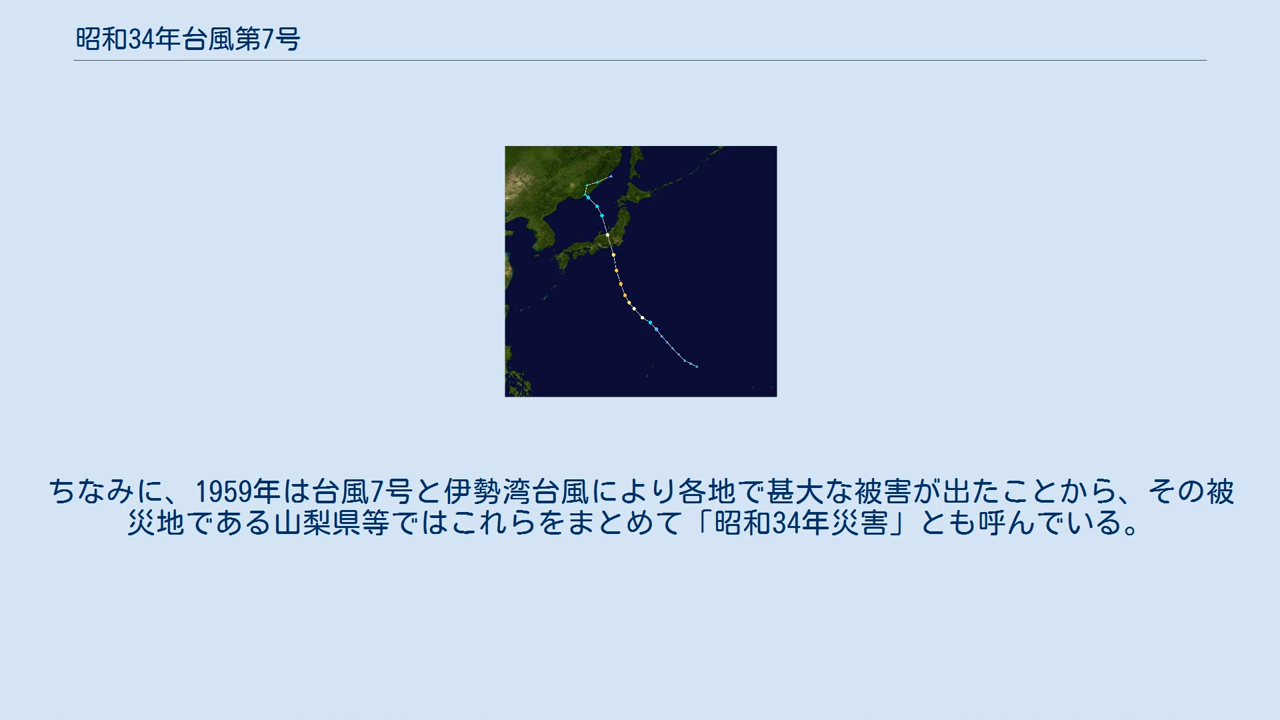 昭和34年台風第7号
ちなみに、1959年は台風7号と伊勢湾台風により各地で甚大な被害が出たことから、その被
災地である山梨県等ではこれらをまとめて「昭和34年災害」とも呼んでいる。